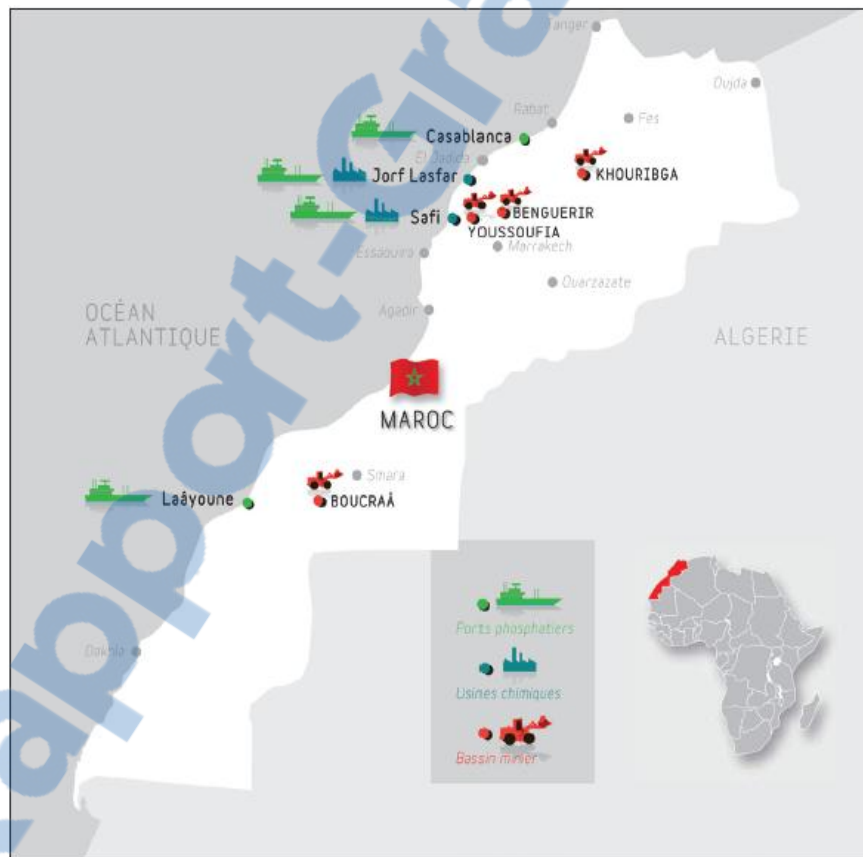 Tanger
Oujda
Rabat
Fes
Casablanca
El Jadida
Jorf Lasfar
KHOURIBGA
Safi
BENGUERIR
YOUSSOUFIA
Marrakech
Essaouira
Ouarzazate
OCÉAN
ATLANTIQUE
Agadir
ALGERIE
MAROC
Smara
Laâyoune
BOUCRAÂ
Ports phosphatiers
Dakhla
Usines chimiques
Bassin minier